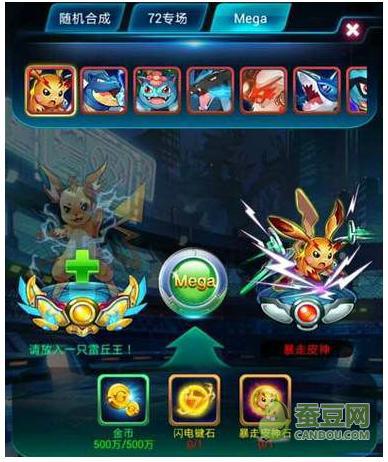 随机合成
72专场
Mega
Mega
请放入一只雷丘王！
暴走皮神
金币
500万/500万
闪电键石
0/1
暴走皮神石
0/1
蚕豆网
CANDOU.COM